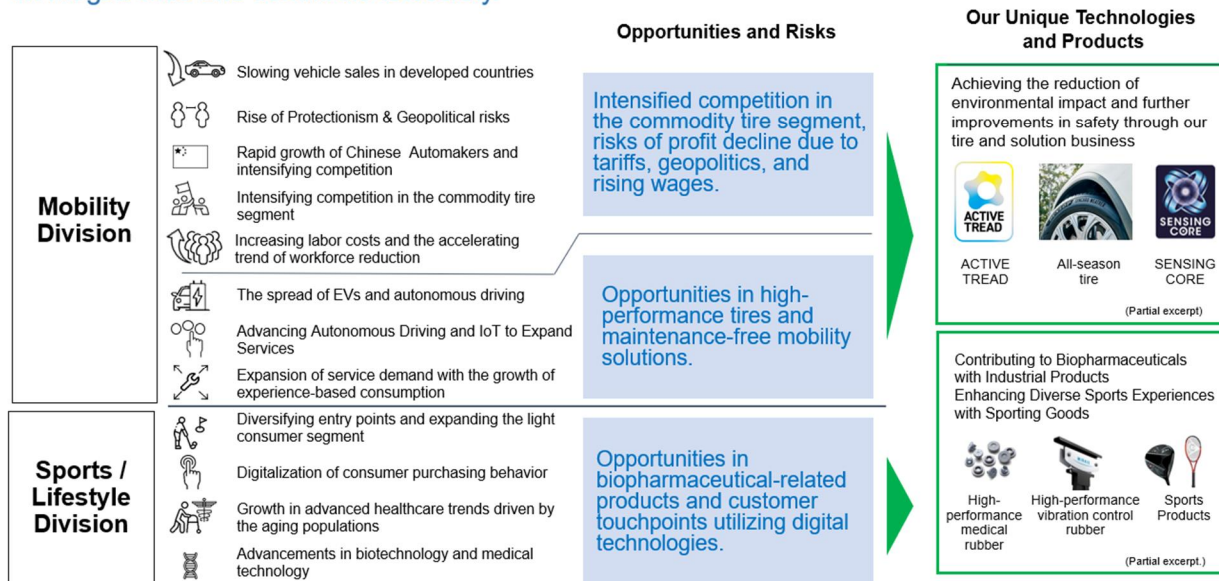 Opportunities and Risks
Our Unique Technologies
and Products
Mobility
Division
Slowing vehicle sales in developed countries
Rise of Protectionism & Geopolitical risks
Rapid growth of Chinese Automakers and
intensifying competition
Intensifying competition in the commodity tire
segment
Increasing labor costs and the accelerating
trend of workforce reduction
The spread of EVs and autonomous driving
Advancing Autonomous Driving and IoT to Expand
Services
Expansion of service demand with the growth of
experience-based consumption
Intensified competition in
the commodity tire segment,
risks of profit decline due to
tariffs, geopolitics, and
rising wages.
Opportunities in high-
performance tires and
maintenance-free mobility
solutions.
Achieving the reduction of
environmental impact and further
improvements in safety through our
tire and solution business
ACTIVE
TREAD
SENSING
CORE
ACTIVE
TREAD
All-season
tire
SENSING
CORE
(Partial excerpt)
Sports /
Lifestyle
Division
Diversifying entry points and expanding the light
consumer segment
Digitalization of consumer purchasing behavior
Growth in advanced healthcare trends driven by
the aging populations
Advancements in biotechnology and medical
technology
Opportunities in
biopharmaceutical-related
products and customer
touchpoints utilizing digital
technologies.
Contributing to Biopharmaceuticals
with Industrial Products
Enhancing Diverse Sports Experiences
with Sporting Goods
High-
performance
medical
rubber
High-performance
vibration control
rubber
Sports
Products
(Partial excerpt.)